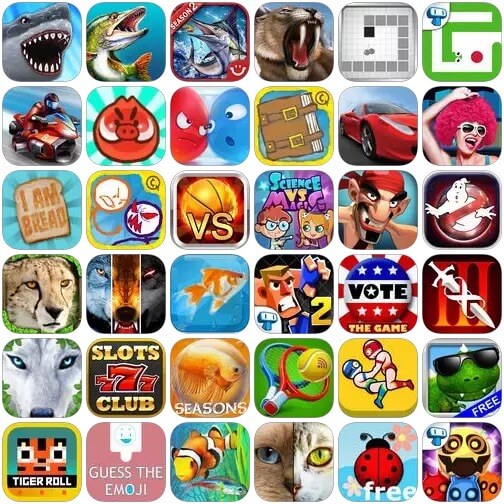 SEASON 2
I AM
BREAD
VS
SCIENCE
VS
MAGIC
2
VOTE
THE GAME
III
SLOTS
777
CLUB
SEASONS
FREE
TIGER ROLL
GUESS THE
EMOJI
free